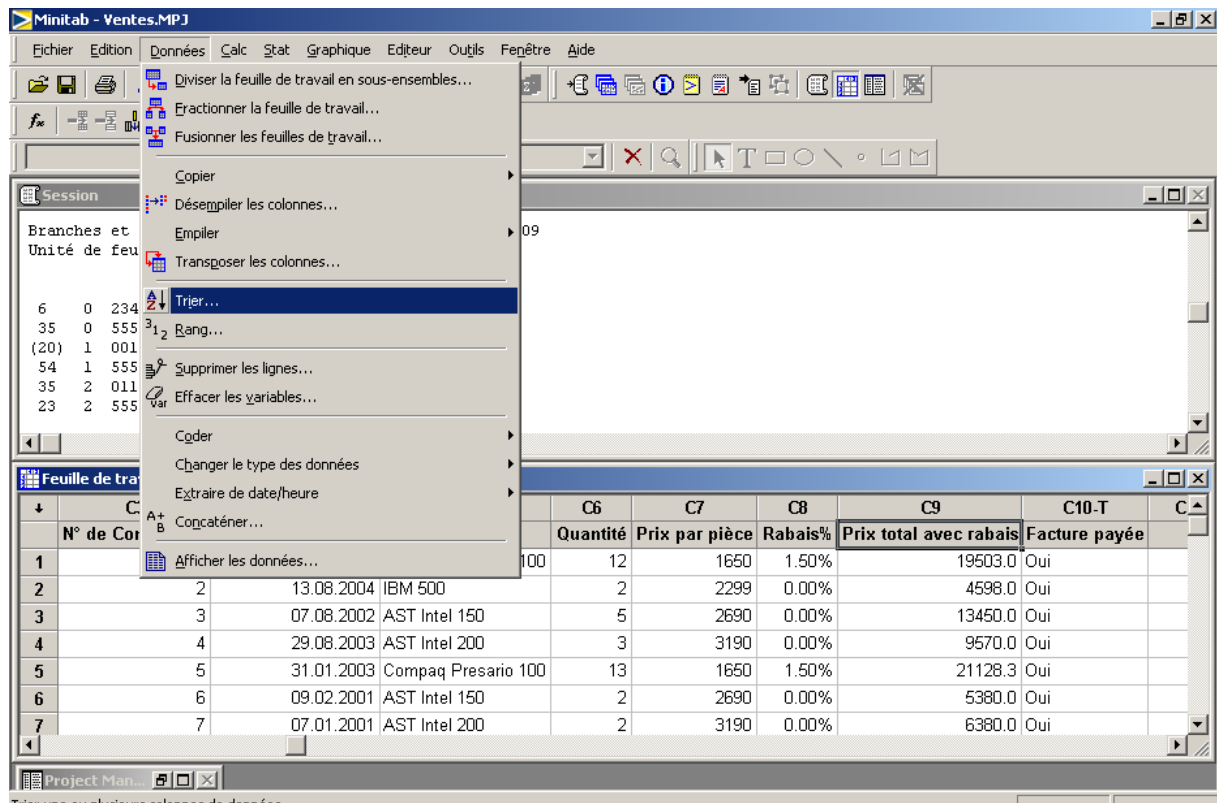 Minitab - Ventes.MPJ
Fichier Edition Données Calc Stat Graphique Editeur Outils Fenêtre Aide
Diviser la feuille de travail en sous-ensembles...
Fractionner la feuille de travail...
Fusionner les feuilles de travail...
Copier
Désempiler les colonnes...
Empiler
Transposer les colonnes...
Trier...
Rang...
Supprimer les lignes...
Effacer les variables...
Coder
Changer le type des données
Extraire de date/heure
Concaténer...
Afficher les données...
Session
Branches et 09
Unité de feu
6 0 234
35 0 555
(20) 1 001
54 1 555
35 2 011
23 2 555
Feuille de tra
C6 C7 C8 C9 C10-T
N° de Cor Quantité Prix par pièce Rabais% Prix total avec rabais Facture payée
1 100 12 1650 1.50% 19503.0 Oui
2 2 13.08.2004 IBM 500 2 2299 0.00% 4598.0 Oui
3 3 07.08.2002 AST Intel 150 5 2690 0.00% 13450.0 Oui
4 4 29.08.2003 AST Intel 200 3 3190 0.00% 9570.0 Oui
5 5 31.01.2003 Compaq Presario 100 13 1650 1.50% 21128.3 Oui
6 6 09.02.2001 AST Intel 150 2 2690 0.00% 5380.0 Oui
7 7 07.01.2001 AST Intel 200 2 3190 0.00% 6380.0 Oui
Project Man...